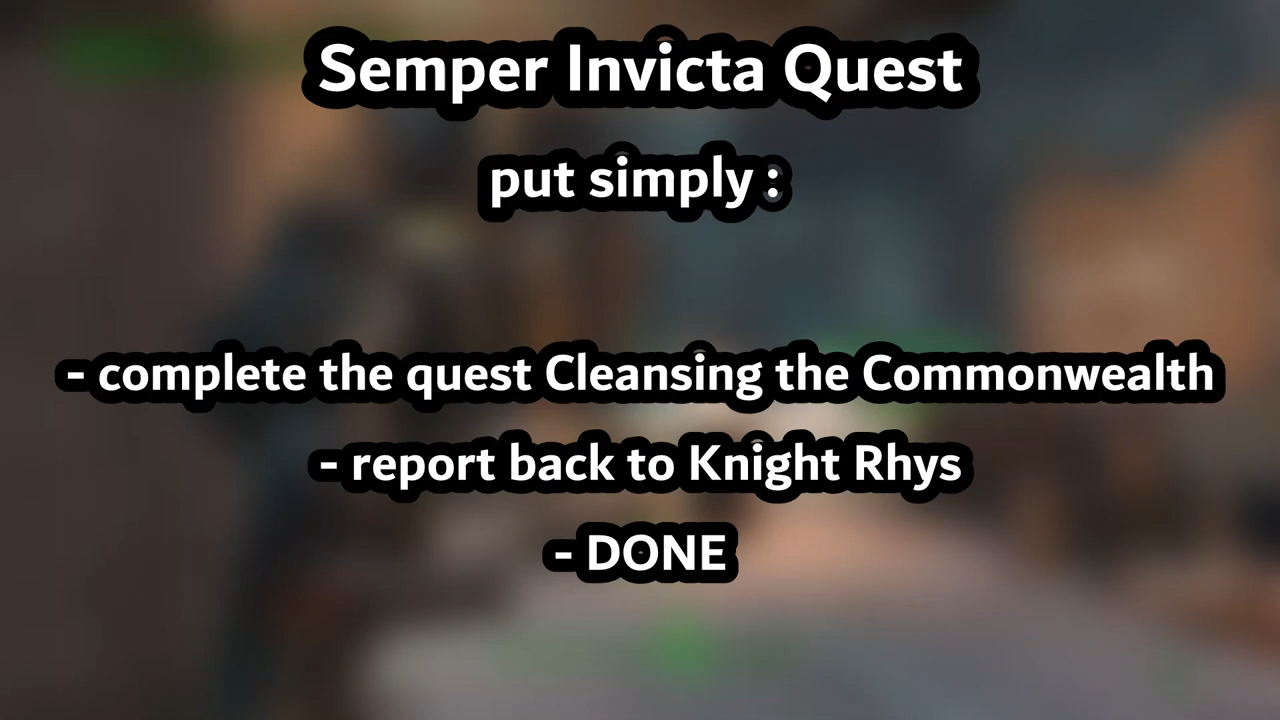 Semper Invicta Quest
put simply :
- complete the quest Cleansing the Commonwealth
- report back to Knight Rhys
- DONE